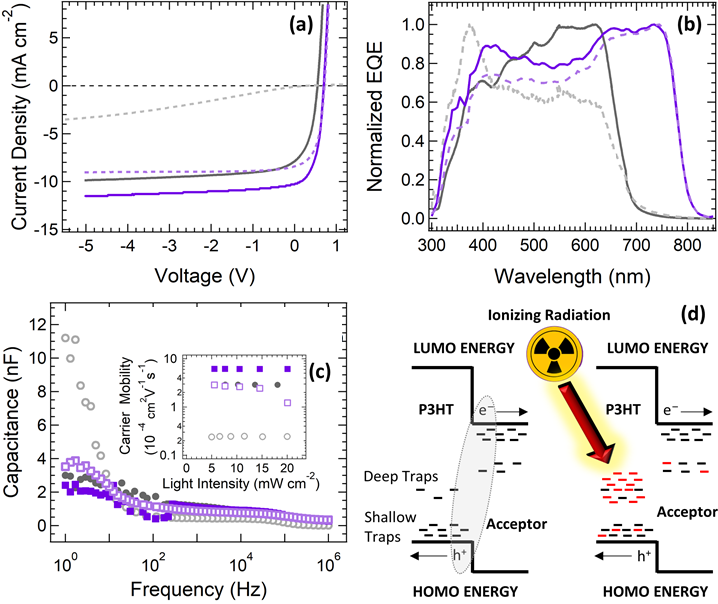 (a)
Current Density (mA cm⁻²)
5
0
-5
-10
-15
-5 -4 -3 -2 -1 0 1
Voltage (V)
(b)
Normalized EQE
1.0
0.8
0.6
0.4
0.2
0.0
300 400 500 600 700 800
Wavelength (nm)
(c)
Capacitance (nF)
12
10
8
6
4
2
0
10⁰ 10² 10⁴ 10⁶
Frequency (Hz)
Carrier Mobility
(10⁻⁴ cm²V⁻¹s⁻¹)
10
1
0.1
0 5 10 15 20
Light Intensity (mW cm⁻²)
(d)
Ionizing Radiation
LUMO ENERGY
LUMO ENERGY
P3HT
e⁻
P3HT
e⁻
Deep Traps
Shallow
Traps
Acceptor
Acceptor
h⁺
h⁺
HOMO ENERGY
HOMO ENERGY